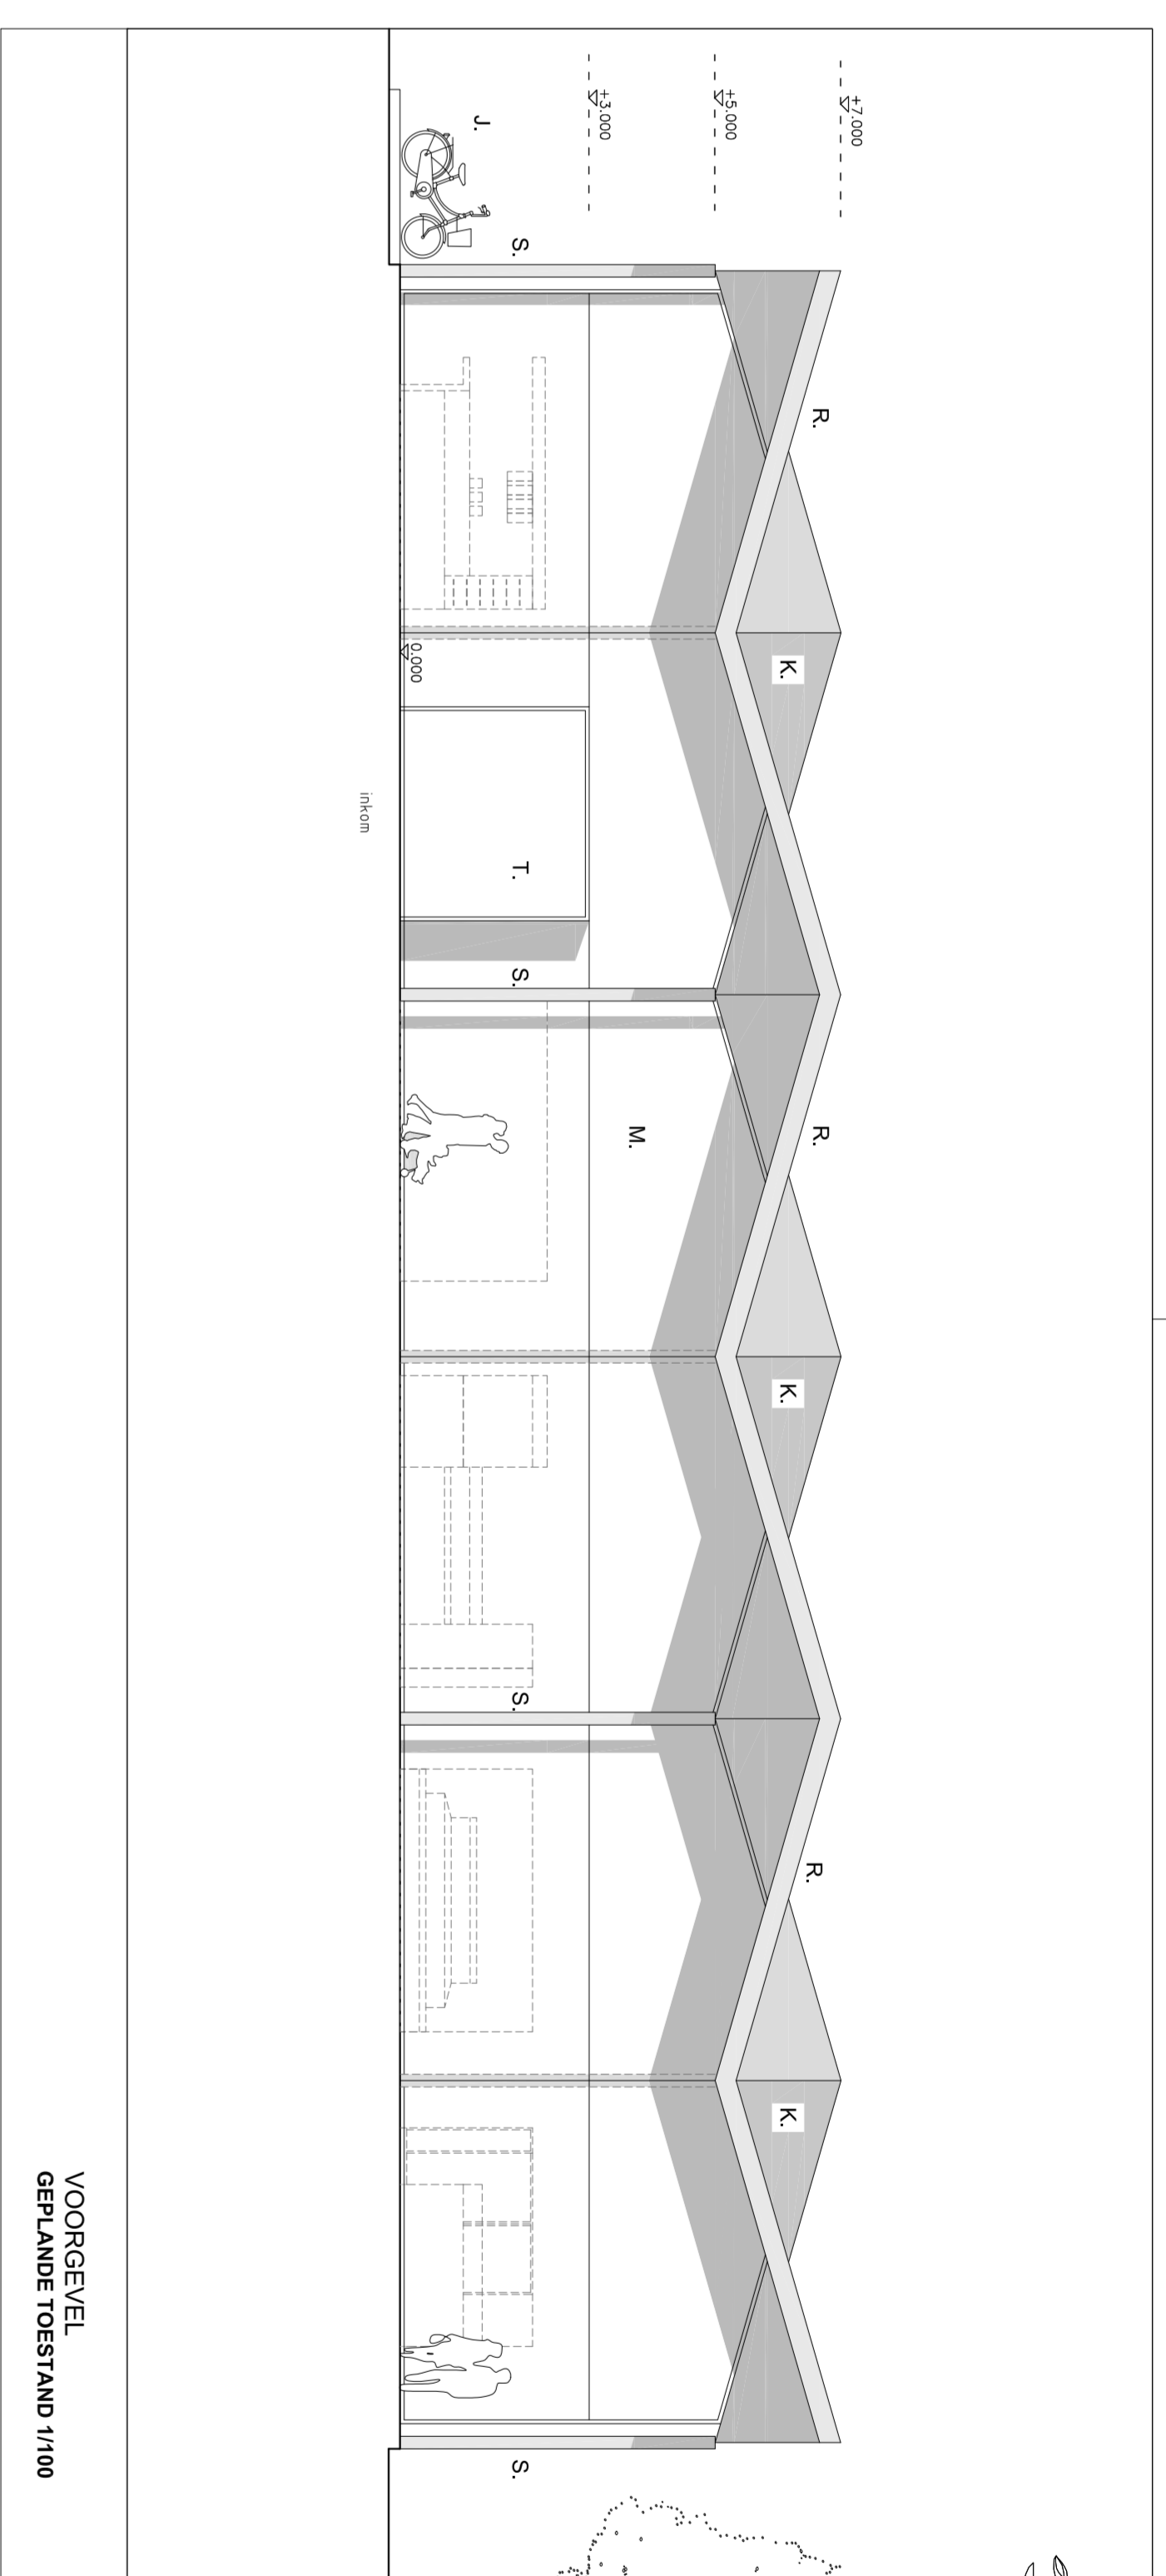 +7.000
+5.000
+3.000
J.
S.
R.
K.
0.000
inkom
T.
S.
R.
M.
K.
S.
R.
K.
S.
VOORGEVEL
GEPLANDE TOESTAND 1/100